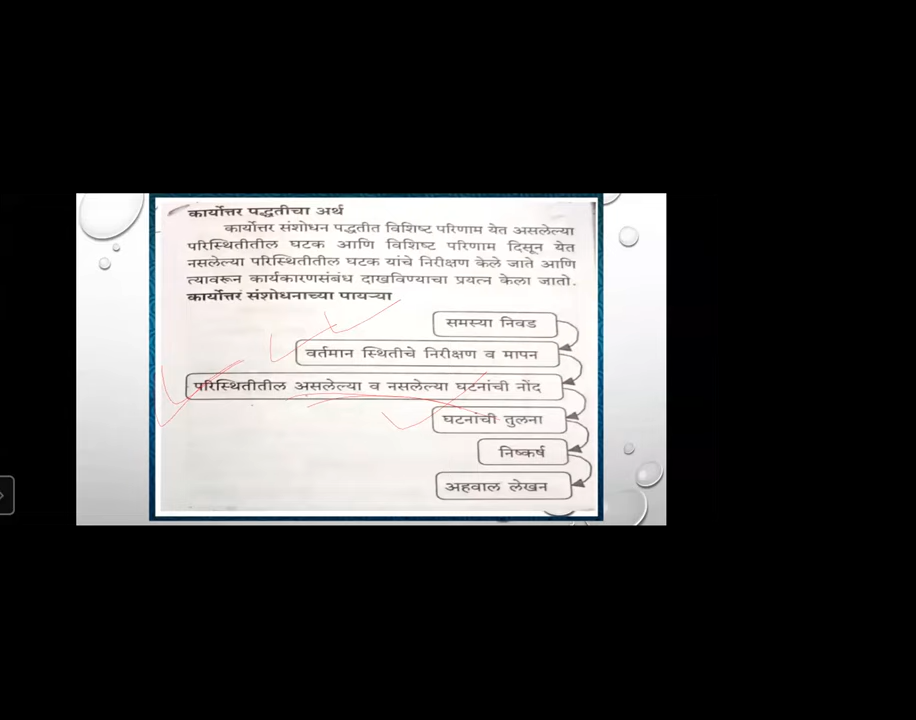 कार्योत्तर पद्धतीचा अर्थ
कार्योत्तर संशोधन पद्धतीत विशिष्ट परिणाम येत असलेल्या
परिस्थितीतील घटक आणि विशिष्ट परिणाम दिसून येत
नसलेल्या परिस्थितीतील घटक यांचे निरीक्षण केले जाते आणि
त्यावरून कार्यकारणसंबंध दाखविण्याचा प्रयत्न केला जातो.
कार्योत्तर संशोधनाच्या पायऱ्या
समस्या निवड
वर्तमान स्थितीचे निरीक्षण व मापन
परिस्थितीतील असलेल्या व नसलेल्या घटनांची नोंद
घटनांची तुलना
निष्कर्ष
अहवाल लेखन